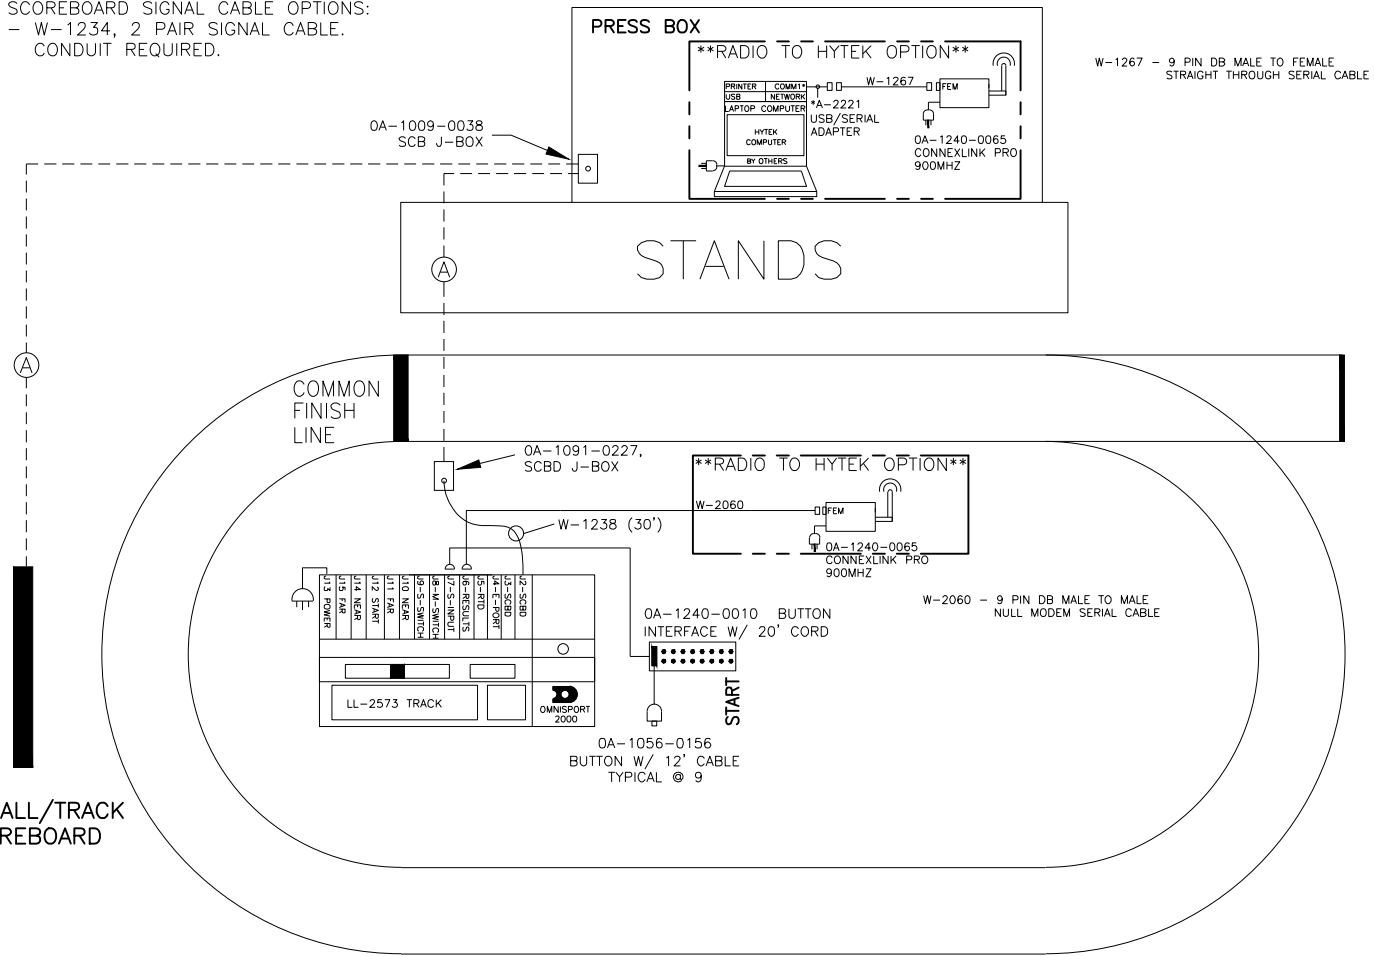 SCOREBOARD SIGNAL CABLE OPTIONS:
- W-1234, 2 PAIR SIGNAL CABLE.
CONDUIT REQUIRED.
PRESS BOX
**RADIO TO HYTEK OPTION**
PRINTER COMM1*
USB NETWORK
LAPTOP COMPUTER
HYTEK
COMPUTER
BY OTHERS
W-1267
*A-2221
USB/SERIAL
ADAPTER
FEM
0A-1240-0065
CONNEXLINK PRO
900MHZ
W-1267 - 9 PIN DB MALE TO FEMALE
STRAIGHT THROUGH SERIAL CABLE
0A-1009-0038
SCB J-BOX
STANDS
A
A
COMMON
FINISH
LINE
0A-1091-0227,
SCBD J-BOX
**RADIO TO HYTEK OPTION**
W-2060
FEM
0A-1240-0065
CONNEXLINK PRO
900MHZ
W-1238 (30')
W-2060 - 9 PIN DB MALE TO MALE
NULL MODEM SERIAL CABLE
J13 POWER
J15 FAR
J14 NEAR
J12 START
J11 FAR
J10 NEAR
J9-S-SWITCH
J8-M-SWITCH
J7-S-INPUT
J6-RESULTS
J5-RTD
J4-E-PORT
J3-SCBD
J2-SCBD
LL-2573 TRACK
OMNISPORT
2000
0A-1240-0010 BUTTON
INTERFACE W/ 20' CORD
START
0A-1056-0156
BUTTON W/ 12' CABLE
TYPICAL @ 9
ALL/TRACK
REBOARD